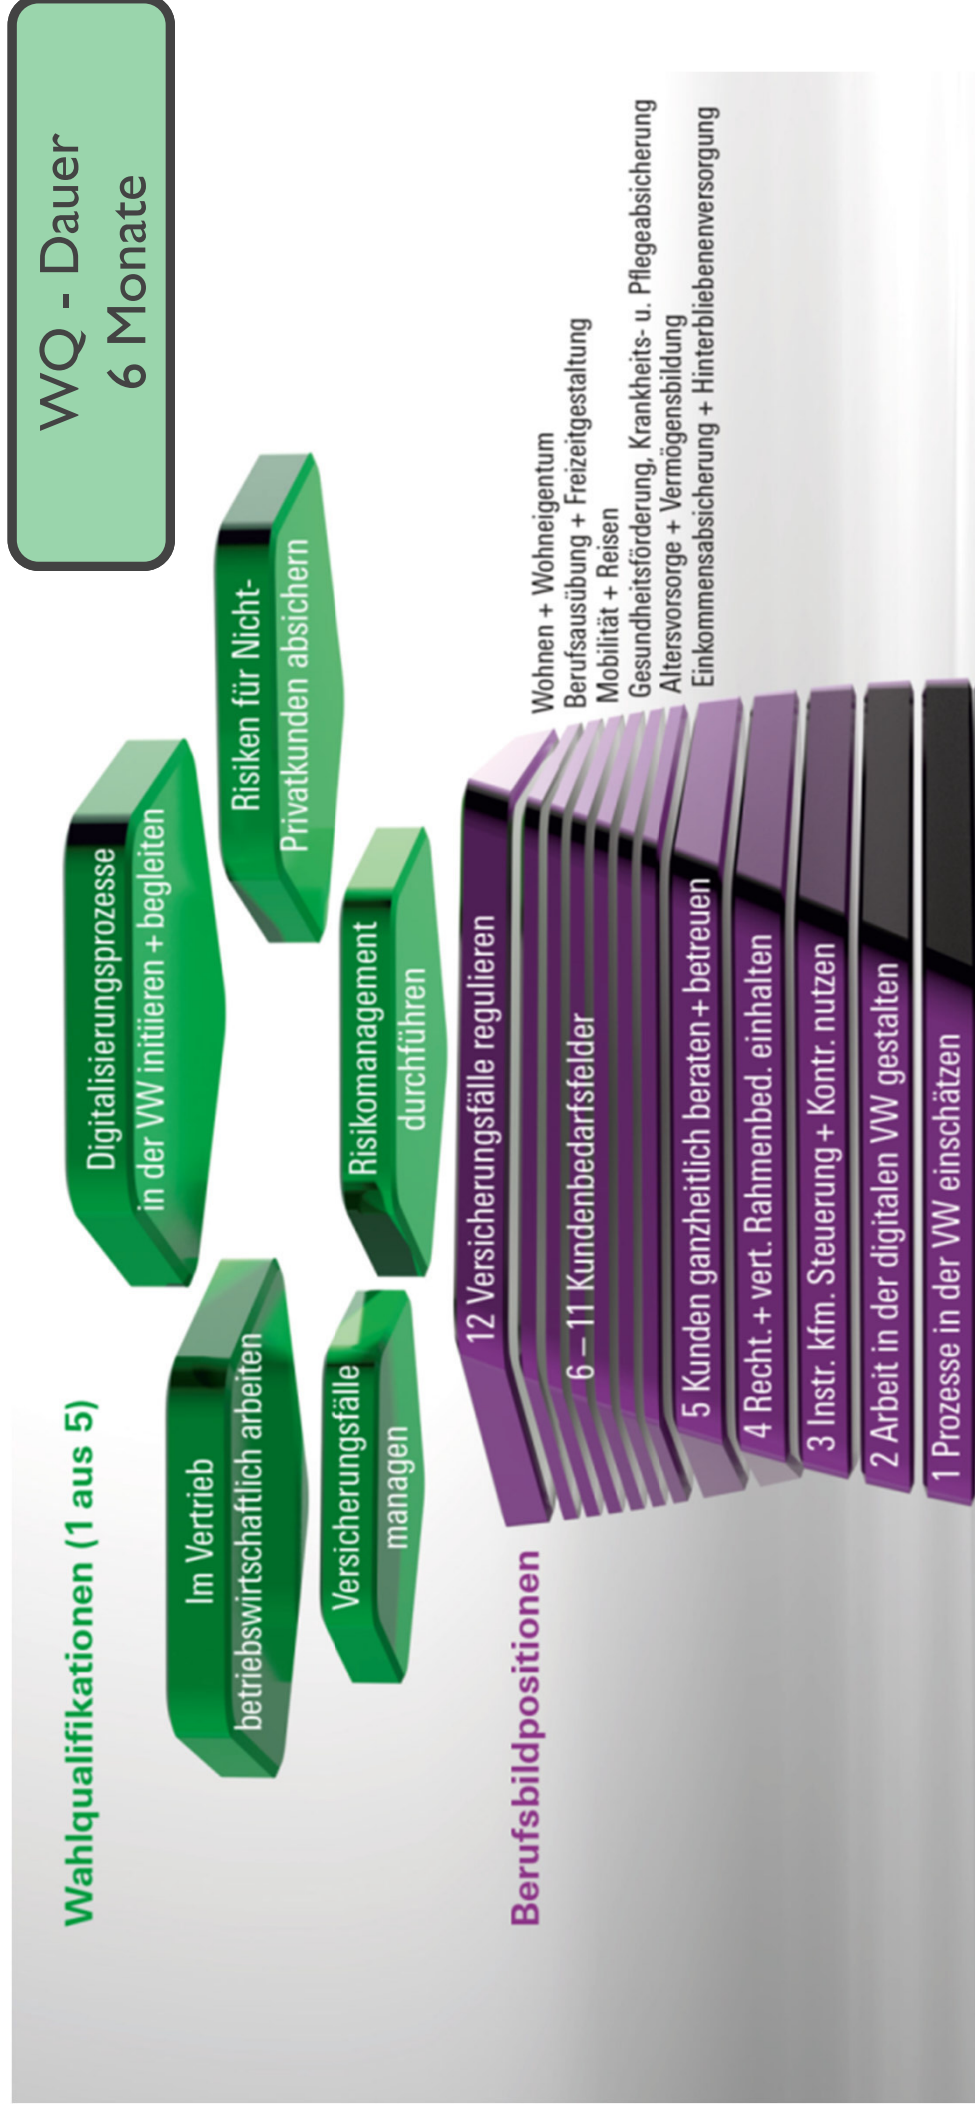 WQ - Dauer
6 Monate
Wahlqualifikationen (1 aus 5)
Digitalisierungsprozesse
in der VW initiieren + begleiten
Im Vertrieb
betriebswirtschaftlich arbeiten
Risiken für Nicht-
Privatkunden absichern
Versicherungsfälle
managen
Risikomanagement
durchführen
Berufsbildpositionen
12 Versicherungsfälle regulieren
6 – 11 Kundenbedarfsfelder
Wohnen + Wohneigentum
Berufsausübung + Freizeitgestaltung
Mobilität + Reisen
Gesundheitsförderung, Krankheits- u. Pflegeabsicherung
Altersvorsorge + Vermögensbildung
Einkommensabsicherung + Hinterbliebenenversorgung
5 Kunden ganzheitlich beraten + betreuen
4 Recht. + vert. Rahmenbed. einhalten
3 Instr. kfm. Steuerung + Kontr. nutzen
2 Arbeit in der digitalen VW gestalten
1 Prozesse in der VW einschätzen